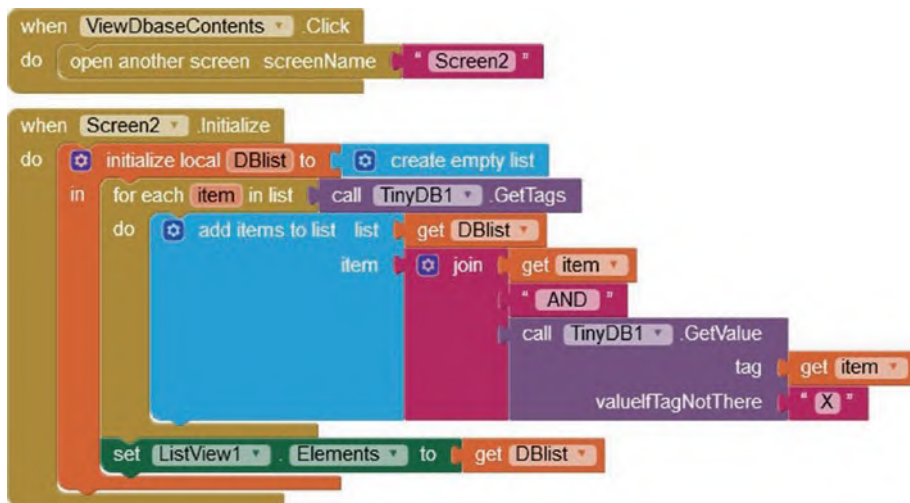 when ViewDbaseContents .Click
do open another screen screenName " Screen2 "
when Screen2 .Initialize
do initialize local DBlist to create empty list
in for each item in list call TinyDB1 .GetTags
do add items to list list get DBlist
item join get item
" AND "
call TinyDB1 .GetValue
tag get item
valueIfTagNotThere " X "
set ListView1 . Elements to get DBlist